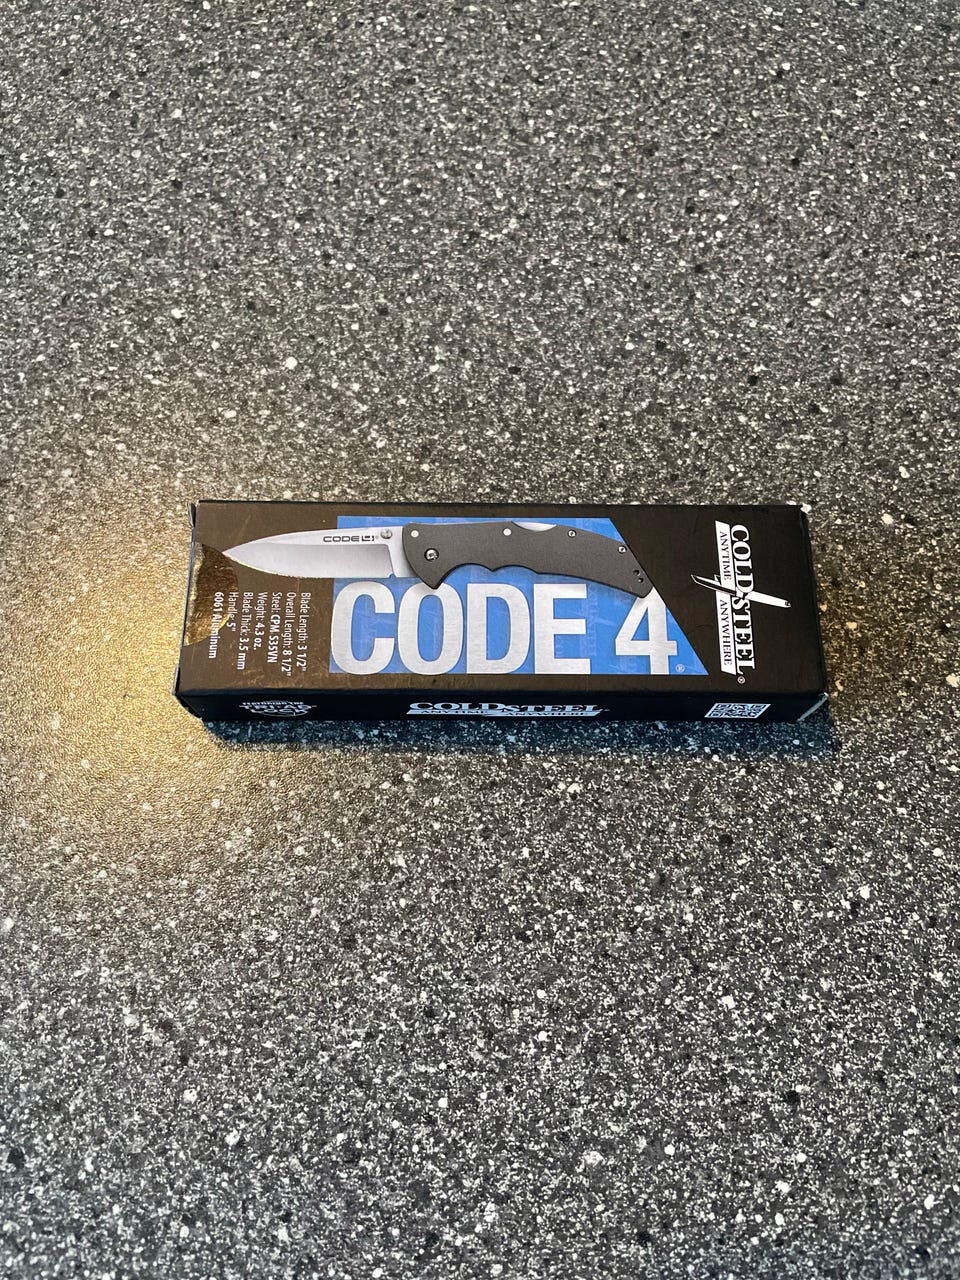 CODE 4
CODE 4®
Blade Length: 3 1/2"
Overall Length: 8 1/2"
Steel: CPM S35VN
Weight: 4.3 oz.
Blade Thick: 3.5 mm
Handle: 5"
6061 Aluminum
COLD STEEL®
ANYTIME ANYWHERE
COLD STEEL
ANYTIME ANYWHERE